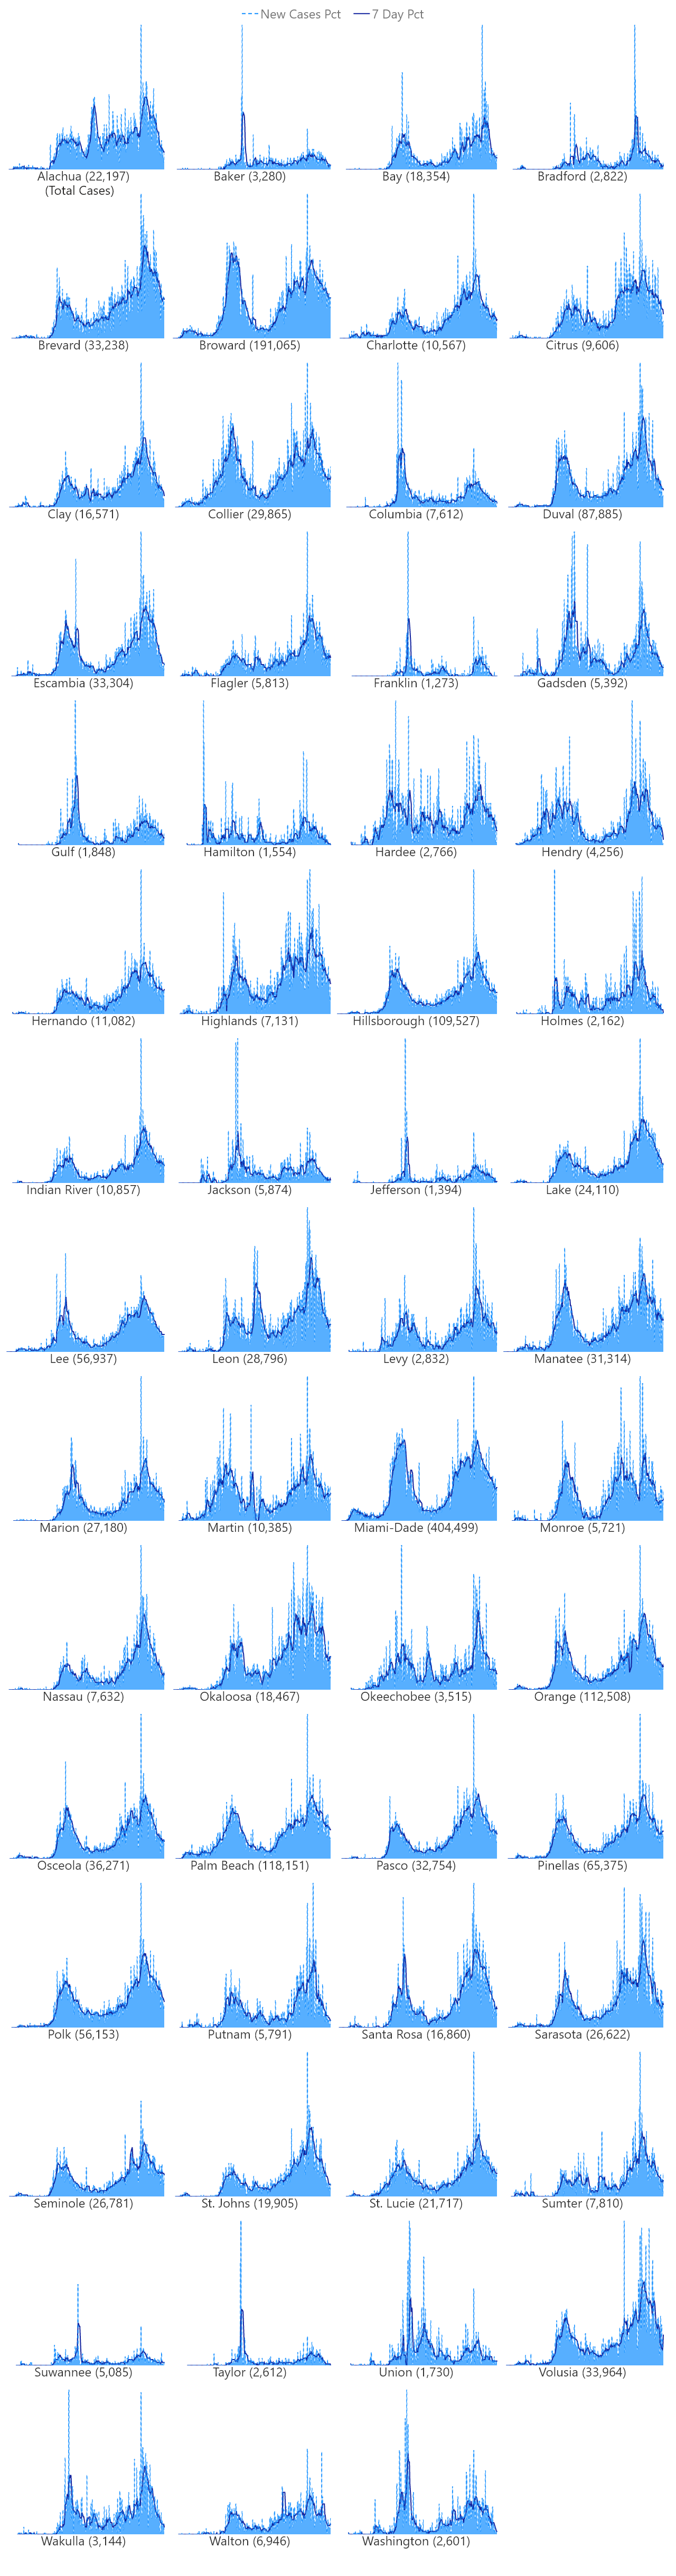 New Cases Pct 7 Day Pct
Alachua (22,197) Baker (3,280) Bay (18,354) Bradford (2,822)
(Total Cases)
Brevard (33,238) Broward (191,065) Charlotte (10,567) Citrus (9,606)
Clay (16,571) Collier (29,865) Columbia (7,612) Duval (87,885)
Escambia (33,304) Flagler (5,813) Franklin (1,273) Gadsden (5,392)
Gulf (1,848) Hamilton (1,554) Hardee (2,766) Hendry (4,256)
Hernando (11,082) Highlands (7,131) Hillsborough (109,527) Holmes (2,162)
Indian River (10,857) Jackson (5,874) Jefferson (1,394) Lake (24,110)
Lee (56,937) Leon (28,796) Levy (2,832) Manatee (31,314)
Marion (27,180) Martin (10,385) Miami-Dade (404,499) Monroe (5,721)
Nassau (7,632) Okaloosa (18,467) Okeechobee (3,515) Orange (112,508)
Osceola (36,271) Palm Beach (118,151) Pasco (32,754) Pinellas (65,375)
Polk (56,153) Putnam (5,791) Santa Rosa (16,860) Sarasota (26,622)
Seminole (26,781) St. Johns (19,905) St. Lucie (21,717) Sumter (7,810)
Suwannee (5,085) Taylor (2,612) Union (1,730) Volusia (33,964)
Wakulla (3,144) Walton (6,946) Washington (2,601)